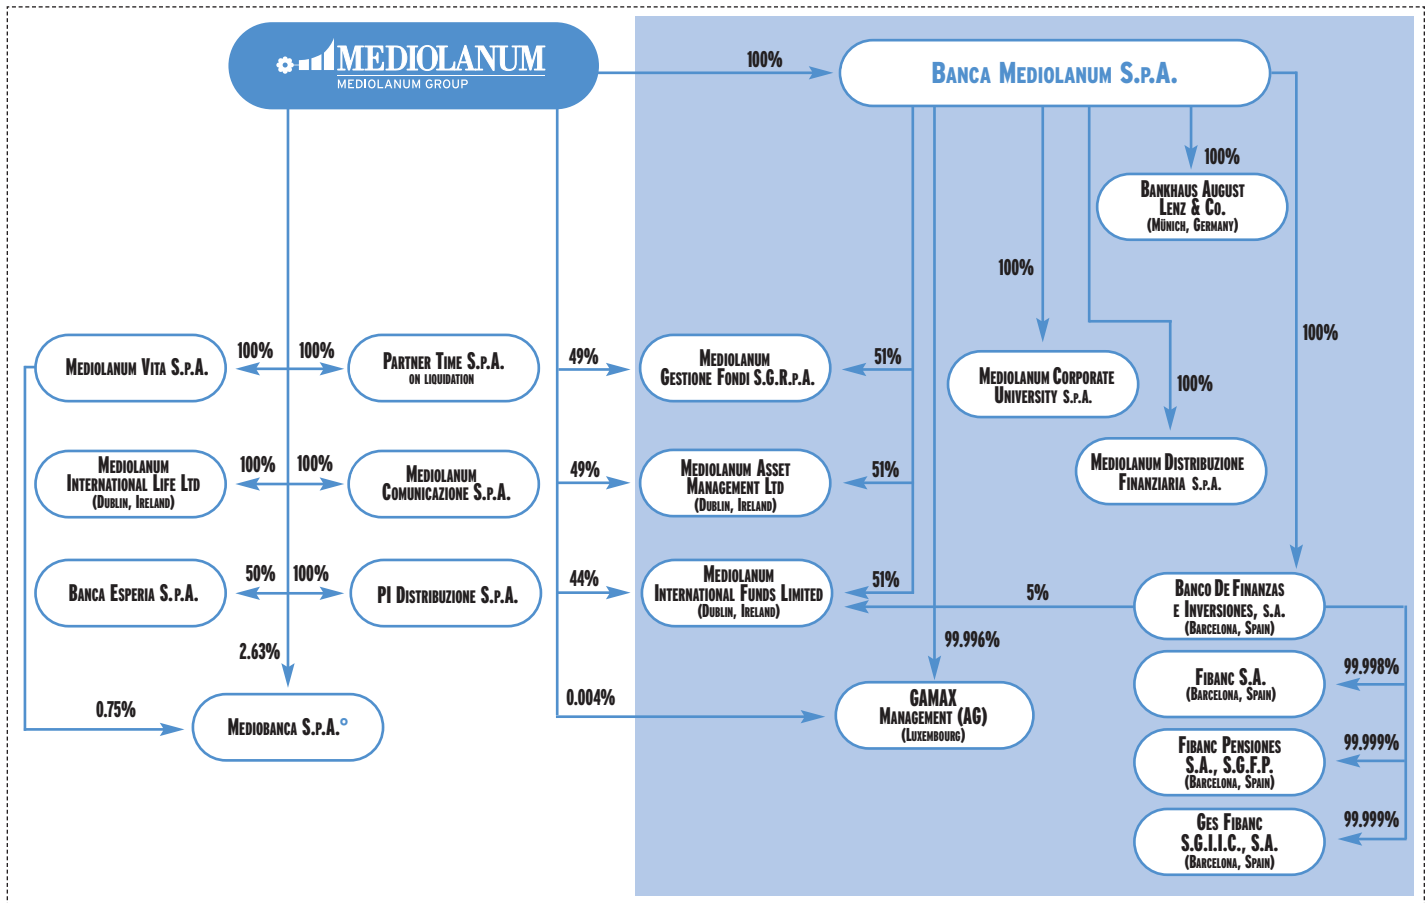 MEDIOLANUM
MEDIOLANUM GROUP
100%
BANCA MEDIOLANUM S.P.A.
100%
BANKHAUS AUGUST
LENZ & CO.
(MÜNICH, GERMANY)
100%
100%
MEDIOLANUM VITA S.P.A.
100%
100%
PARTNER TIME S.P.A.
ON LIQUIDATION
49%
MEDIOLANUM
GESTIONE FONDI S.G.R.P.A.
51%
MEDIOLANUM CORPORATE
UNIVERSITY S.P.A.
100%
MEDIOLANUM
INTERNATIONAL LIFE LTD
(DUBLIN, IRELAND)
100%
100%
MEDIOLANUM
COMUNICAZIONE S.P.A.
49%
MEDIOLANUM ASSET
MANAGEMENT LTD
(DUBLIN, IRELAND)
51%
MEDIOLANUM DISTRIBUZIONE
FINANZIARIA S.P.A.
BANCA ESPERIA S.P.A.
50%
100%
PI DISTRIBUZIONE S.P.A.
44%
MEDIOLANUM
INTERNATIONAL FUNDS LIMITED
(DUBLIN, IRELAND)
51%
5%
BANCO DE FINANZAS
E INVERSIONES, S.A.
(BARCELONA, SPAIN)
2.63%
99.996%
0.75%
MEDIOBANCA S.P.A.°
0.004%
GAMAX
MANAGEMENT (AG)
(LUXEMBOURG)
FIBANC S.A.
(BARCELONA, SPAIN)
99.998%
FIBANC PENSIONES
S.A., S.G.F.P.
(BARCELONA, SPAIN)
99.999%
GES FIBANC
S.G.I.I.C., S.A.
(BARCELONA, SPAIN)
99.999%